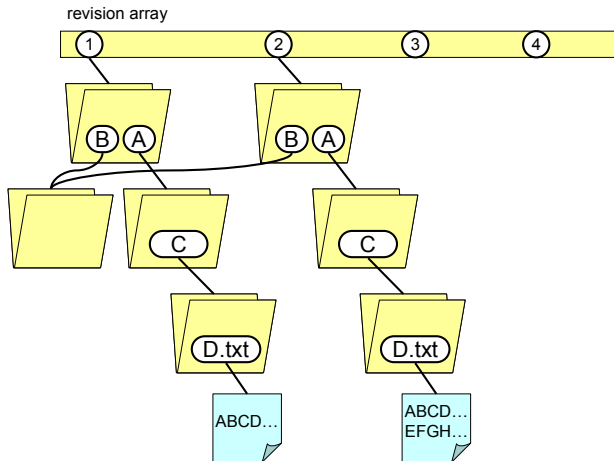 revision array
1 2 3 4
B A B A
C C
D.txt D.txt
ABCD… ABCD…
EFGH…